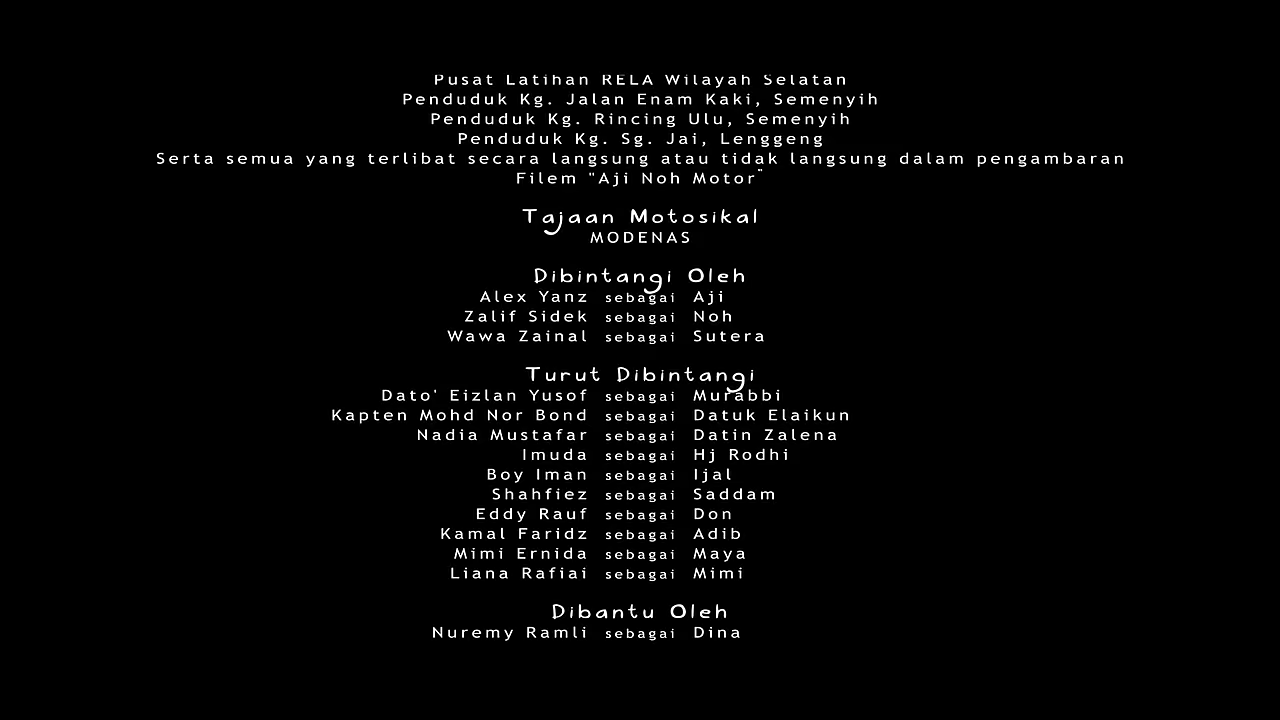 Pusat Latihan RELA Wilayah Selatan
Penduduk Kg. Jalan Enam Kaki, Semenyih
Penduduk Kg. Rincing Ulu, Semenyih
Penduduk Kg. Sg. Jai, Lenggeng
Serta semua yang terlibat secara langsung atau tidak langsung dalam pengambaran
Filem "Aji Noh Motor"
Tajaan Motosikal
MODENAS
Dibintangi Oleh
Alex Yanz sebagai Aji
Zalif Sidek sebagai Noh
Wawa Zainal sebagai Sutera
Turut Dibintangi
Dato' Eizlan Yusof sebagai Murabbi
Kapten Mohd Nor Bond sebagai Datuk Elaikun
Nadia Mustafar sebagai Datin Zalena
Imuda sebagai Hj Rodhi
Boy Iman sebagai Ijal
Shahfiez sebagai Saddam
Eddy Rauf sebagai Don
Kamal Faridz sebagai Adib
Mimi Ernida sebagai Maya
Liana Rafiai sebagai Mimi
Dibantu Oleh
Nuremy Ramli sebagai Dina